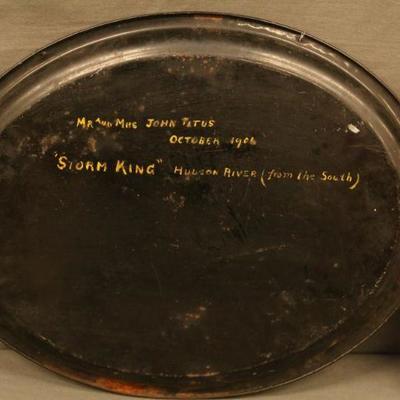 Mr and Mrs John Titus
October 1906
"Storm King" Hudson River (from the South)